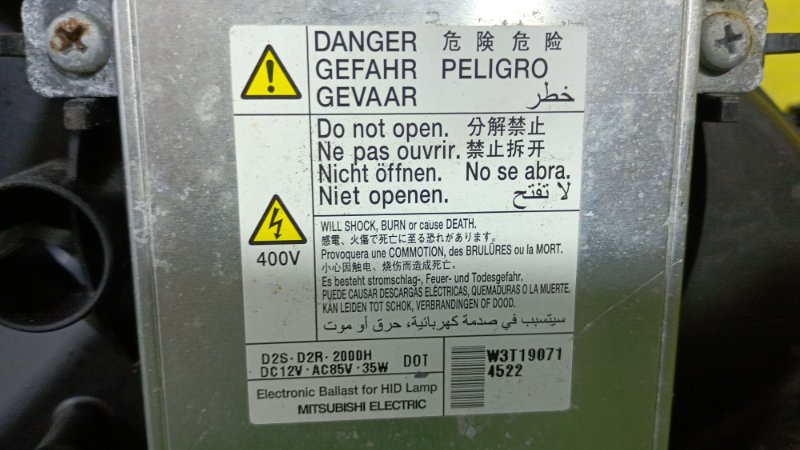 DANGER 危険危险
GEFAHR PELIGRO
GEVAAR خطر
Do not open. 分解禁止
Ne pas ouvrir. 禁止拆开
Nicht öffnen. No se abra.
Niet openen. لا تفتح
400V
WILL SHOCK, BURN or cause DEATH.
感電、火傷で死亡に至る恐れがあります。
Provoquera une COMMOTION, des BRULÛRES ou la MORT.
小心因触电、烧伤而造成死亡。
Es besteht stromschlag-, Feuer- und Todesgefahr.
PUEDE CAUSAR DESCARGAS ELÉCTRICAS, QUEMADURAS O LA MUERTE.
KAN LEIDEN TOT SCHOK, VERBRANDINGEN OF DOOD.
سيتسبب في صدمة كهربائية، حرق أو موت
D2S·D2R·2000H DOT
DC12V·AC85V·35W
W3T19071
4522
Electronic Ballast for HID Lamp
MITSUBISHI ELECTRIC